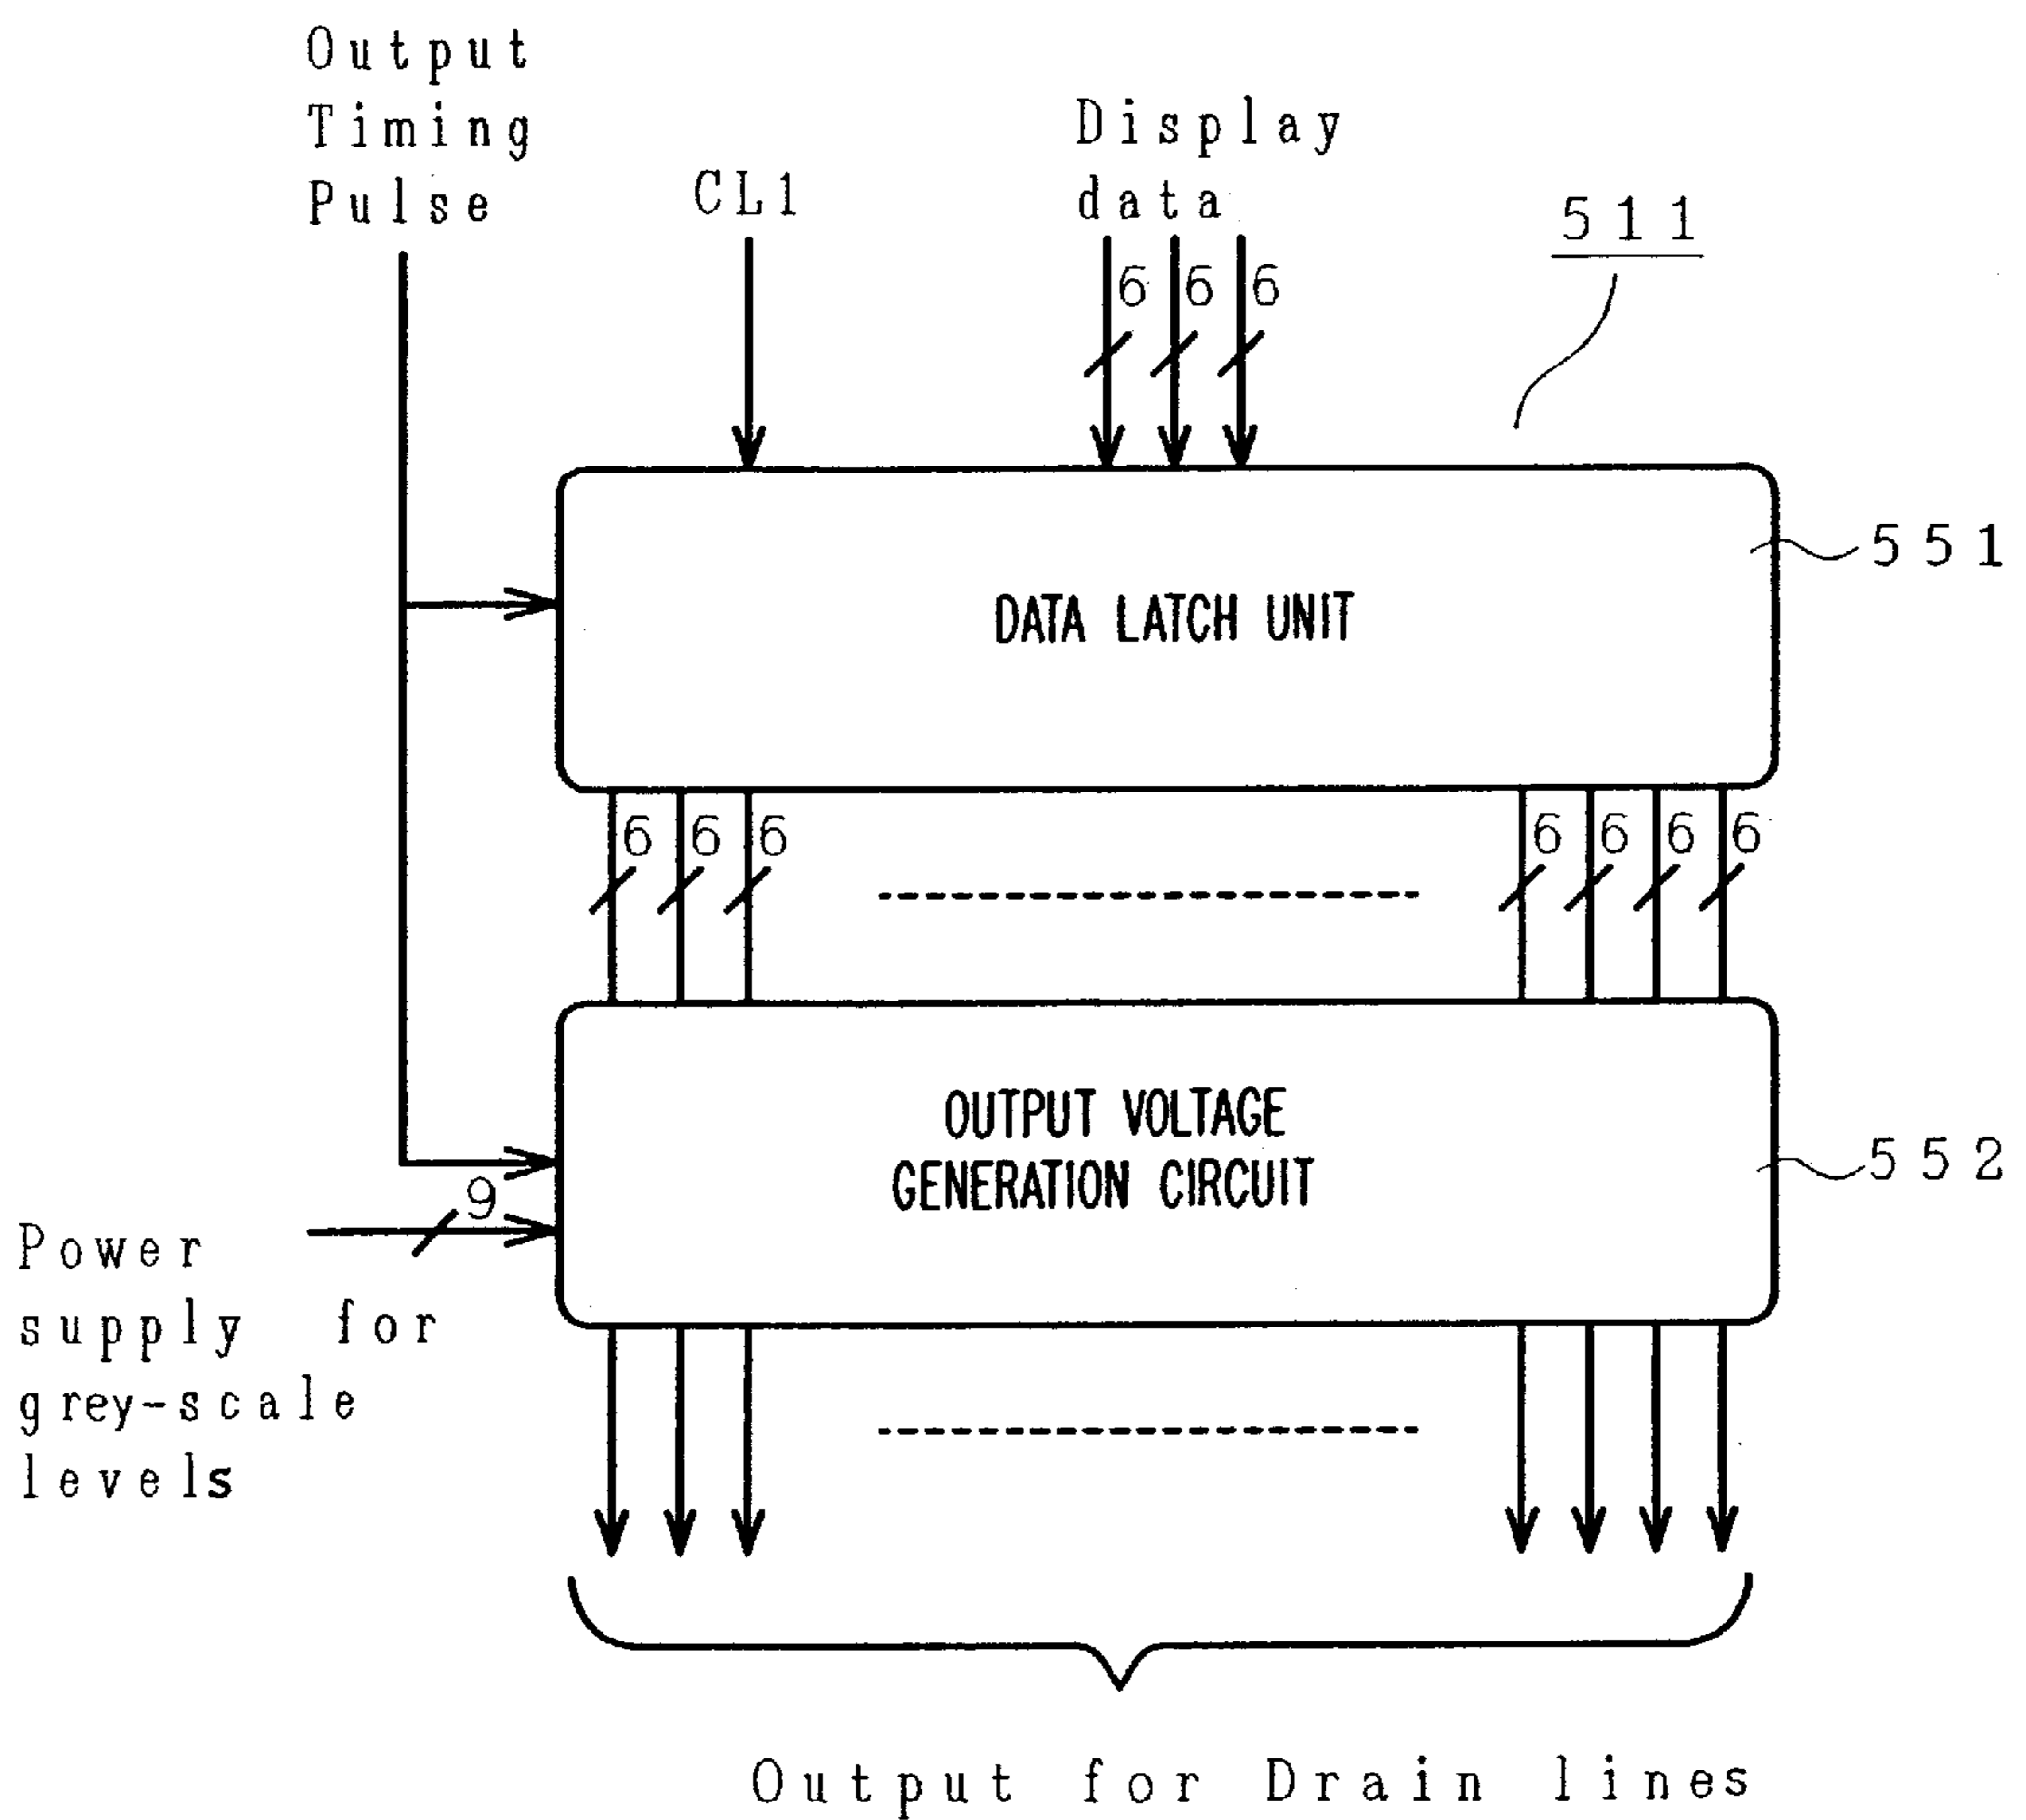 Output
Timing
Pulse
CL1
Display
data
511
6 6 6
551
DATA LATCH UNIT
6 6 6 6 6 6 6
OUTPUT VOLTAGE
GENERATION CIRCUIT
552
9
Power
supply for
grey-scale
levels
Output for Drain lines